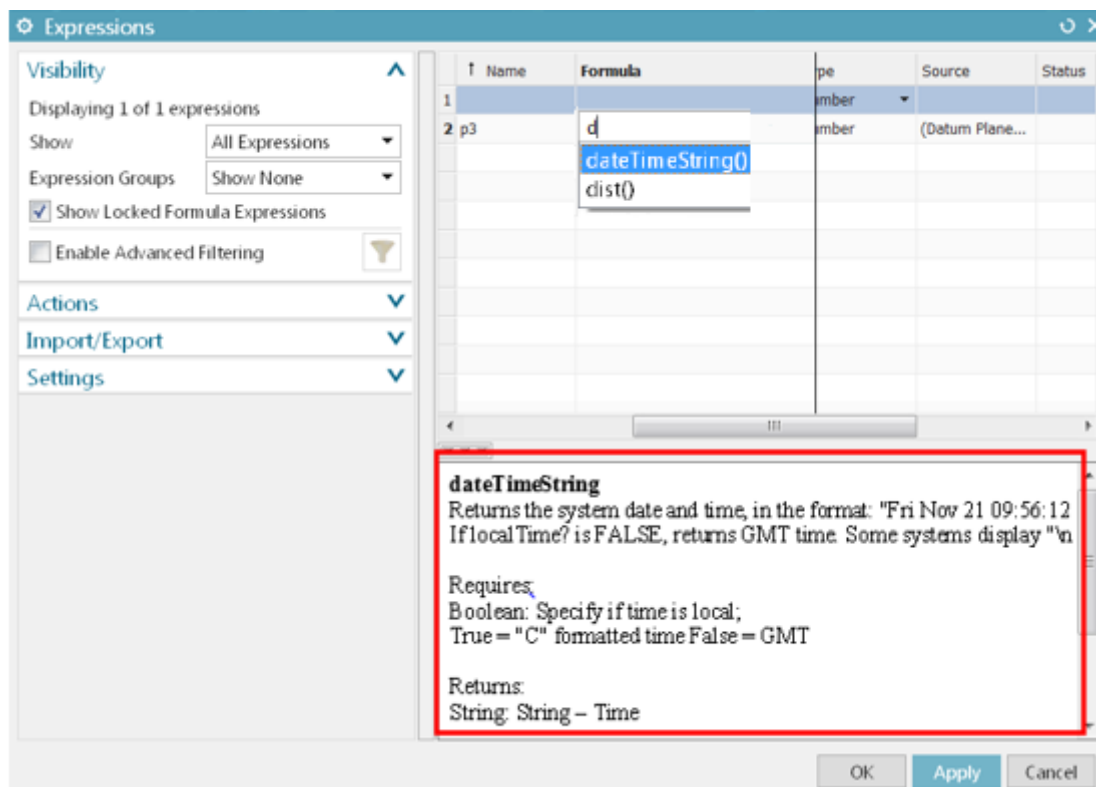 Expressions
Visibility
Displaying 1 of 1 expressions
Show All Expressions
Expression Groups Show None
Show Locked Formula Expressions
Enable Advanced Filtering
Actions
Import/Export
Settings
↑ Name Formula pe Source Status
1 umber
2 p3 d umber (Datum Plane...
dateTimeString()
dist()
dateTimeString
Returns the system date and time, in the format: "Fri Nov 21 09:56:12
If localTime? is FALSE, returns GMT time. Some systems display "\n
Requires:
Boolean: Specify if time is local;
True = "C" formatted time False = GMT
Returns:
String: String – Time
OK Apply Cancel